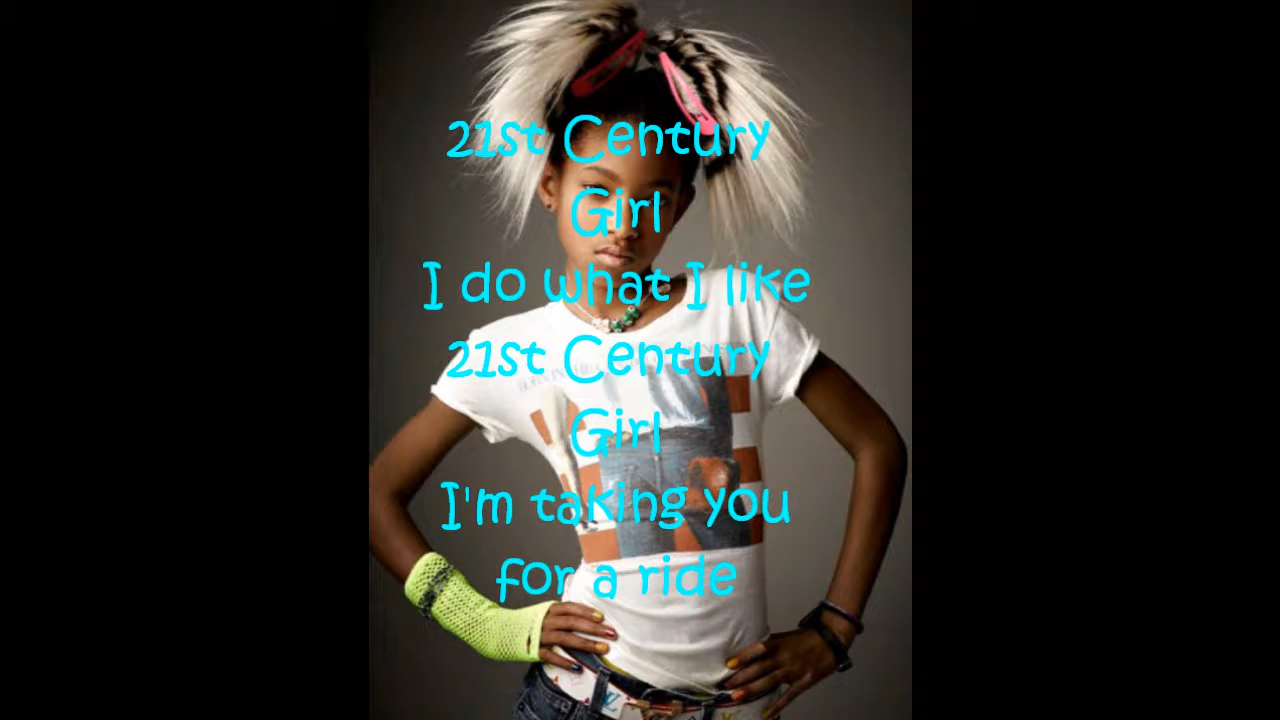 21st Century
Girl
I do what I like
21st Century
Girl
I'm taking you
for a ride